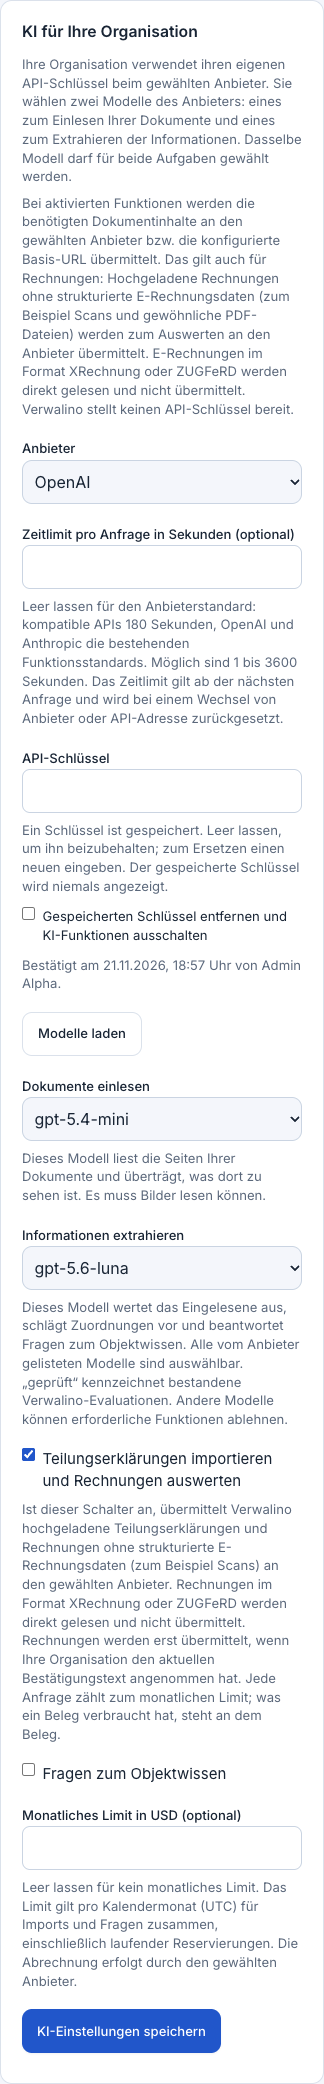 KI für Ihre Organisation
Ihre Organisation verwendet ihren eigenen
API-Schlüssel beim gewählten Anbieter. Sie
wählen zwei Modelle des Anbieters: eines
zum Einlesen Ihrer Dokumente und eines
zum Extrahieren der Informationen. Dasselbe
Modell darf für beide Aufgaben gewählt
werden.
Bei aktivierten Funktionen werden die
benötigten Dokumentinhalte an den
gewählten Anbieter bzw. die konfigurierte
Basis-URL übermittelt. Das gilt auch für
Rechnungen: Hochgeladene Rechnungen
ohne strukturierte E-Rechnungsdaten (zum
Beispiel Scans und gewöhnliche PDF-
Dateien) werden zum Auswerten an den
Anbieter übermittelt. E-Rechnungen im
Format XRechnung oder ZUGFeRD werden
direkt gelesen und nicht übermittelt.
Verwalino stellt keinen API-Schlüssel bereit.
Anbieter
OpenAI
Zeitlimit pro Anfrage in Sekunden (optional)
Leer lassen für den Anbieterstandard:
kompatible APIs 180 Sekunden, OpenAI und
Anthropic die bestehenden
Funktionsstandards. Möglich sind 1 bis 3600
Sekunden. Das Zeitlimit gilt ab der nächsten
Anfrage und wird bei einem Wechsel von
Anbieter oder API-Adresse zurückgesetzt.
API-Schlüssel
Ein Schlüssel ist gespeichert. Leer lassen,
um ihn beizubehalten; zum Ersetzen einen
neuen eingeben. Der gespeicherte Schlüssel
wird niemals angezeigt.
Gespeicherten Schlüssel entfernen und
KI-Funktionen ausschalten
Bestätigt am 21.11.2026, 18:57 Uhr von Admin
Alpha.
Modelle laden
Dokumente einlesen
gpt-5.4-mini
Dieses Modell liest die Seiten Ihrer
Dokumente und überträgt, was dort zu
sehen ist. Es muss Bilder lesen können.
Informationen extrahieren
gpt-5.6-luna
Dieses Modell wertet das Eingelesene aus,
schlägt Zuordnungen vor und beantwortet
Fragen zum Objektwissen. Alle vom Anbieter
gelisteten Modelle sind auswählbar.
„geprüft“ kennzeichnet bestandene
Verwalino-Evaluationen. Andere Modelle
können erforderliche Funktionen ablehnen.
Teilungserklärungen importieren
und Rechnungen auswerten
Ist dieser Schalter an, übermittelt Verwalino
hochgeladene Teilungserklärungen und
Rechnungen ohne strukturierte E-
Rechnungsdaten (zum Beispiel Scans) an
den gewählten Anbieter. Rechnungen im
Format XRechnung oder ZUGFeRD werden
direkt gelesen und nicht übermittelt.
Rechnungen werden erst übermittelt, wenn
Ihre Organisation den aktuellen
Bestätigungstext angenommen hat. Jede
Anfrage zählt zum monatlichen Limit; was
ein Beleg verbraucht hat, steht an dem
Beleg.
Fragen zum Objektwissen
Monatliches Limit in USD (optional)
Leer lassen für kein monatliches Limit. Das
Limit gilt pro Kalendermonat (UTC) für
Imports und Fragen zusammen,
einschließlich laufender Reservierungen. Die
Abrechnung erfolgt durch den gewählten
Anbieter.
KI-Einstellungen speichern